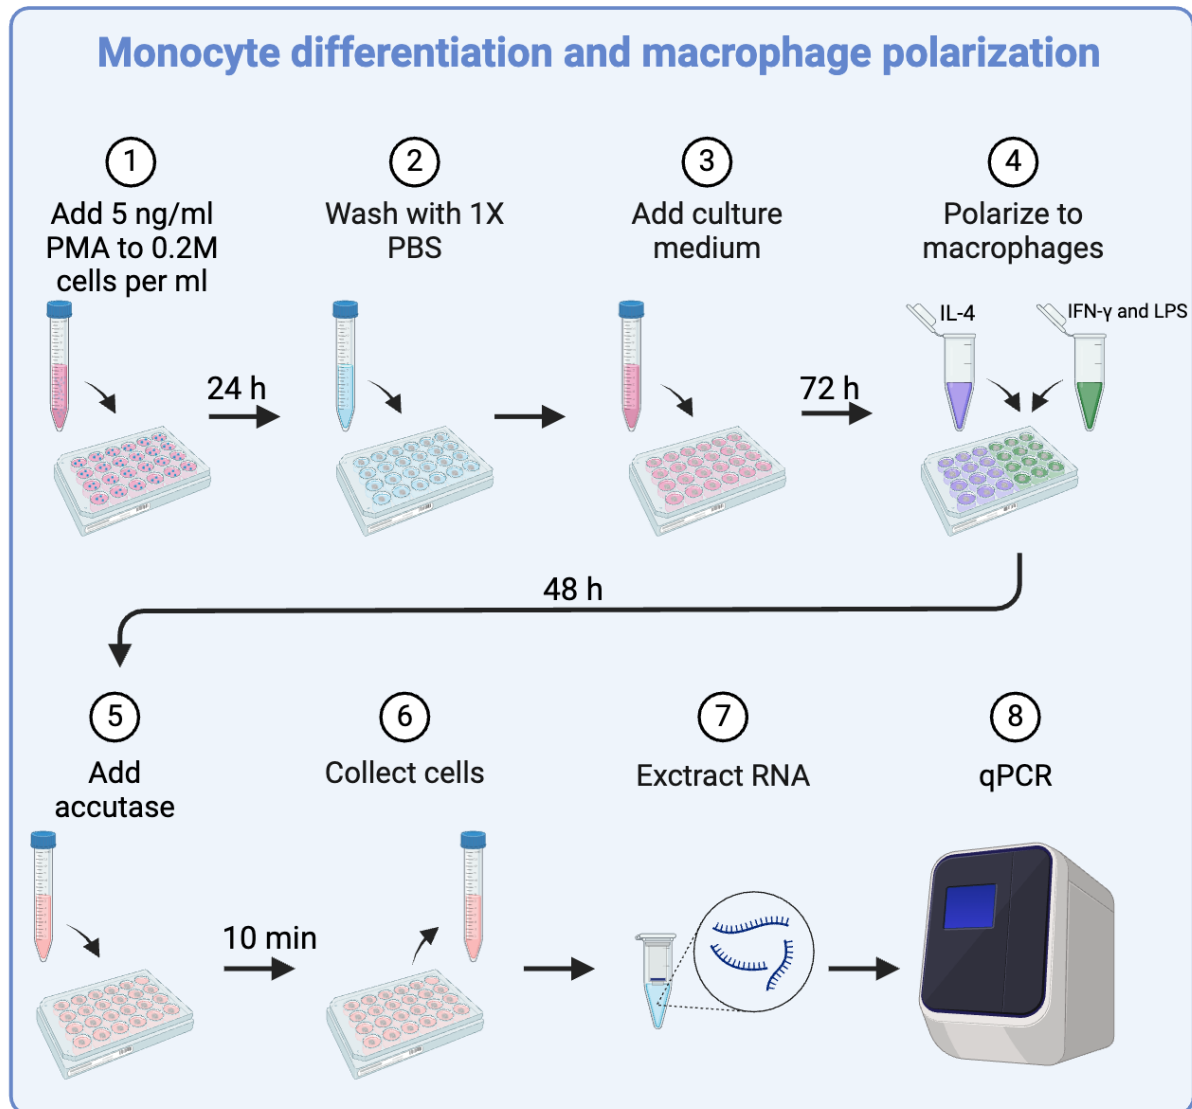 Monocyte differentiation and macrophage polarization
1
Add 5 ng/ml
PMA to 0.2M
cells per ml
2
Wash with 1X
PBS
3
Add culture
medium
4
Polarize to
macrophages
IL-4
IFN-γ and LPS
24 h
72 h
48 h
5
Add
accutase
6
Collect cells
7
Exctract RNA
8
qPCR
10 min